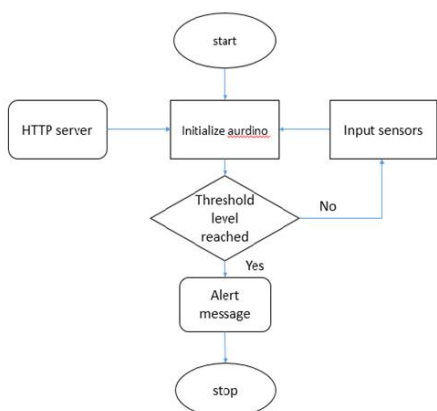 start
HTTP server
Initialize aurdino
Input sensors
Threshold
level
reached
No
Yes
Alert
message
stop